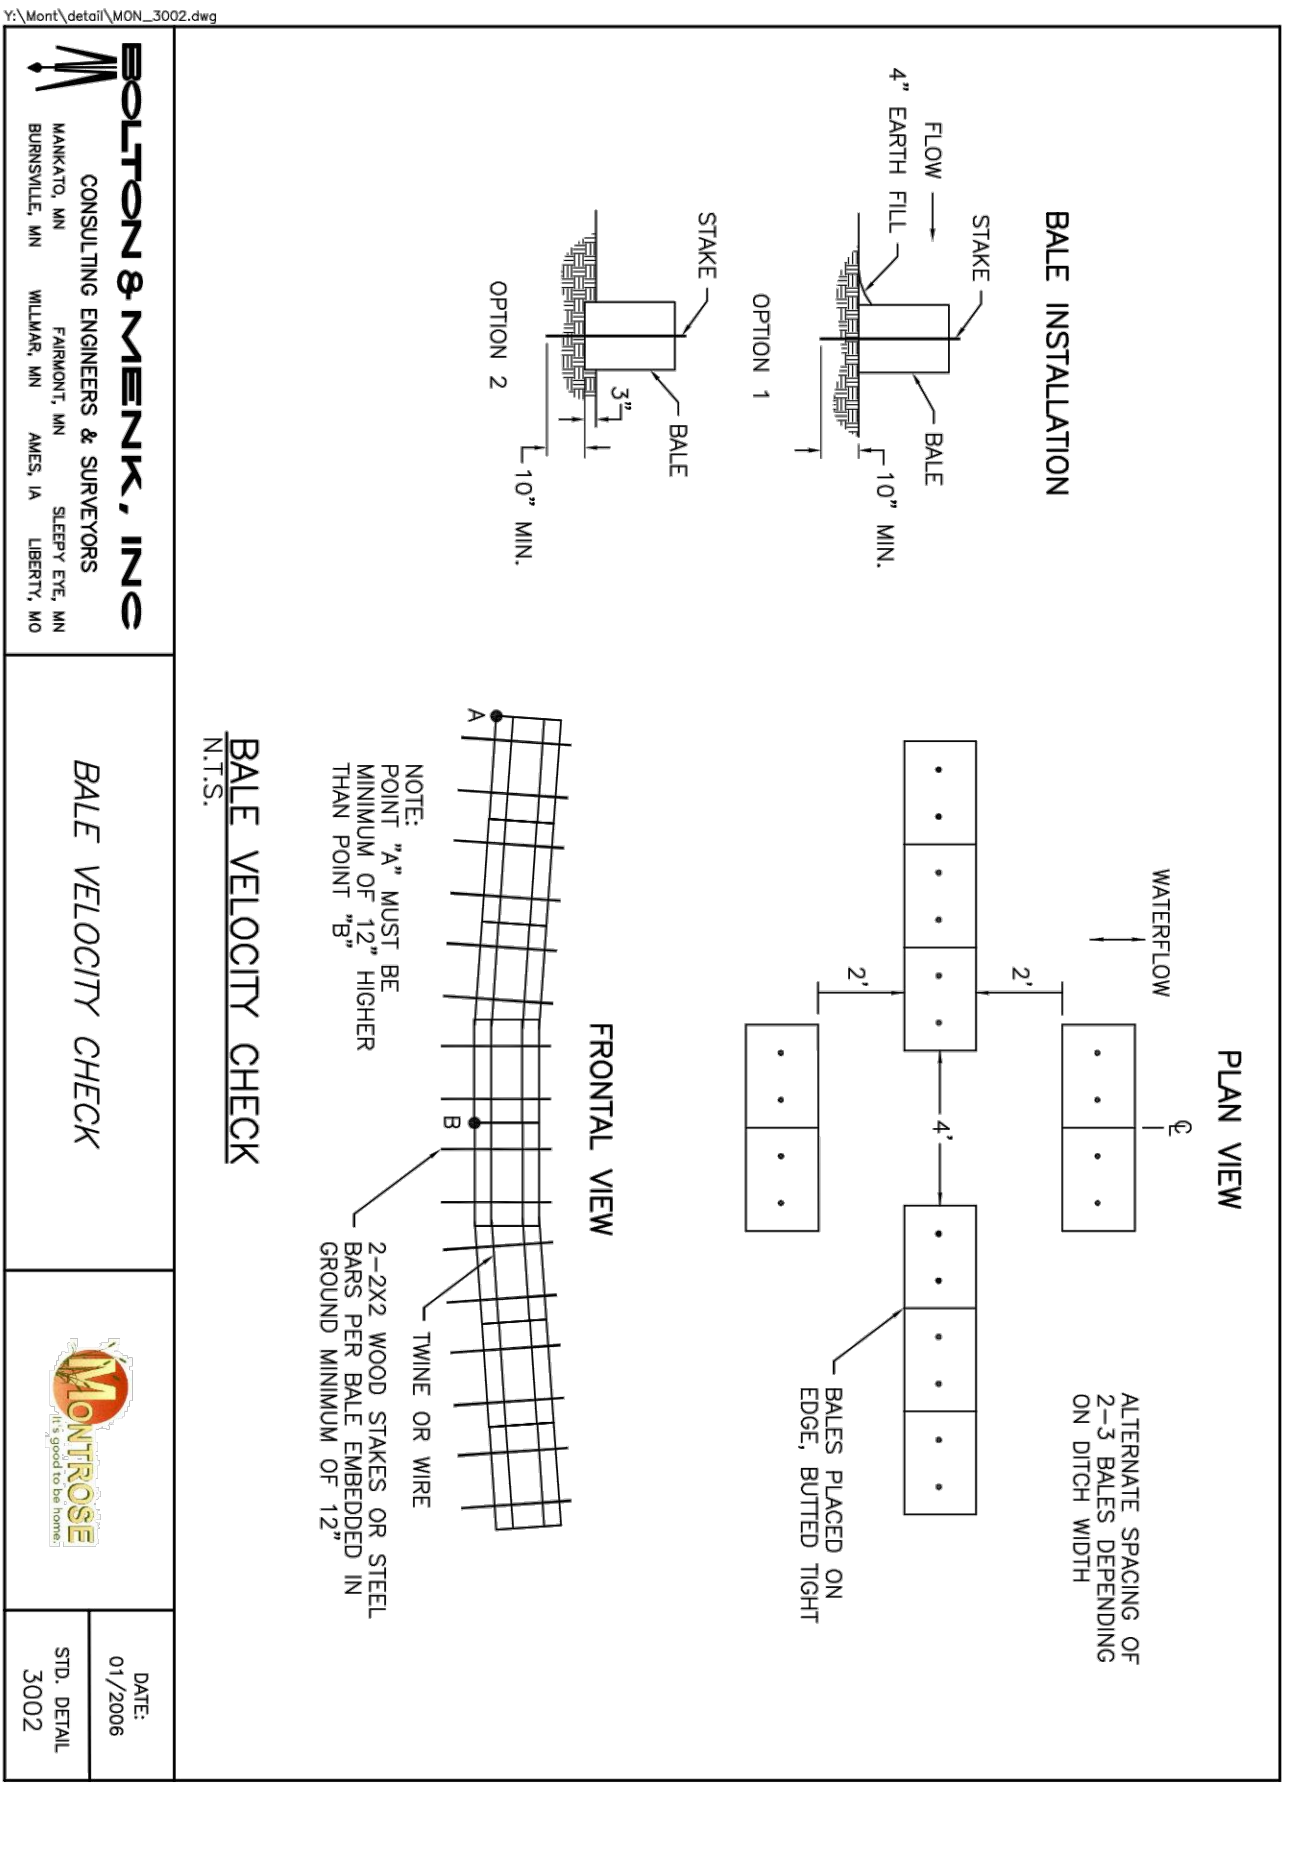 Y:\Mont\detail\MON_3002.dwg
PLAN VIEW
WATERFLOW
℄
2'
2'
4'
ALTERNATE SPACING OF
2-3 BALES DEPENDING
ON DITCH WIDTH
BALES PLACED ON
EDGE, BUTTED TIGHT
BALE INSTALLATION
STAKE
FLOW
4" EARTH FILL
BALE
10" MIN.
OPTION 1
STAKE
BALE
3"
10" MIN.
OPTION 2
FRONTAL VIEW
A
B
TWINE OR WIRE
2-2X2 WOOD STAKES OR STEEL
BARS PER BALE EMBEDDED IN
GROUND MINIMUM OF 12"
NOTE:
POINT "A" MUST BE
MINIMUM OF 12" HIGHER
THAN POINT "B"
BALE VELOCITY CHECK
N.T.S.
BOLTON & MENK, INC
CONSULTING ENGINEERS & SURVEYORS
MANKATO, MN FAIRMONT, MN SLEEPY EYE, MN
BURNSVILLE, MN WILLMAR, MN AMES, IA LIBERTY, MO
BALE VELOCITY CHECK
MONTROSE
It's good to be home.
DATE:
01/2006
STD. DETAIL
3002